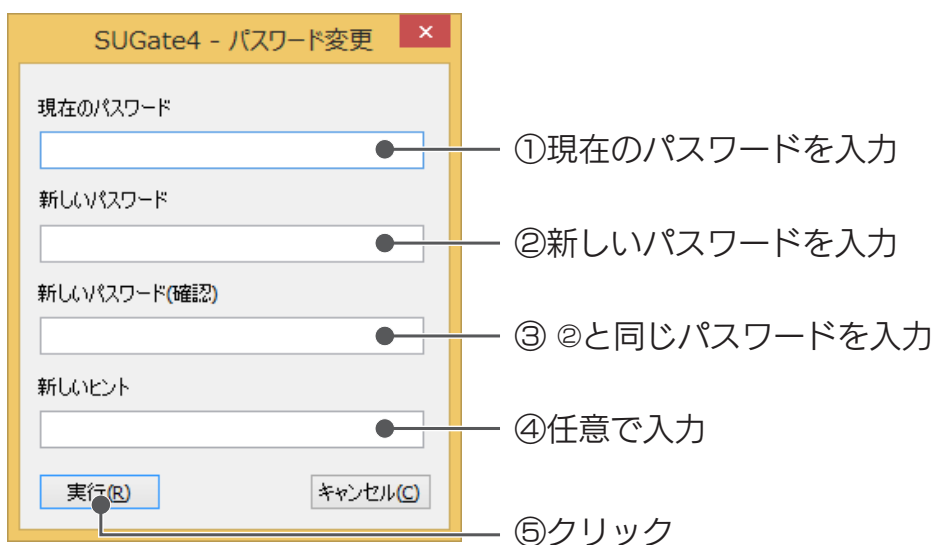 SUGate4 - パスワード変更
現在のパスワード
①現在のパスワードを入力
新しいパスワード
②新しいパスワードを入力
新しいパスワード(確認)
③ ②と同じパスワードを入力
新しいヒント
④任意で入力
実行(R)
キャンセル(C)
⑤クリック